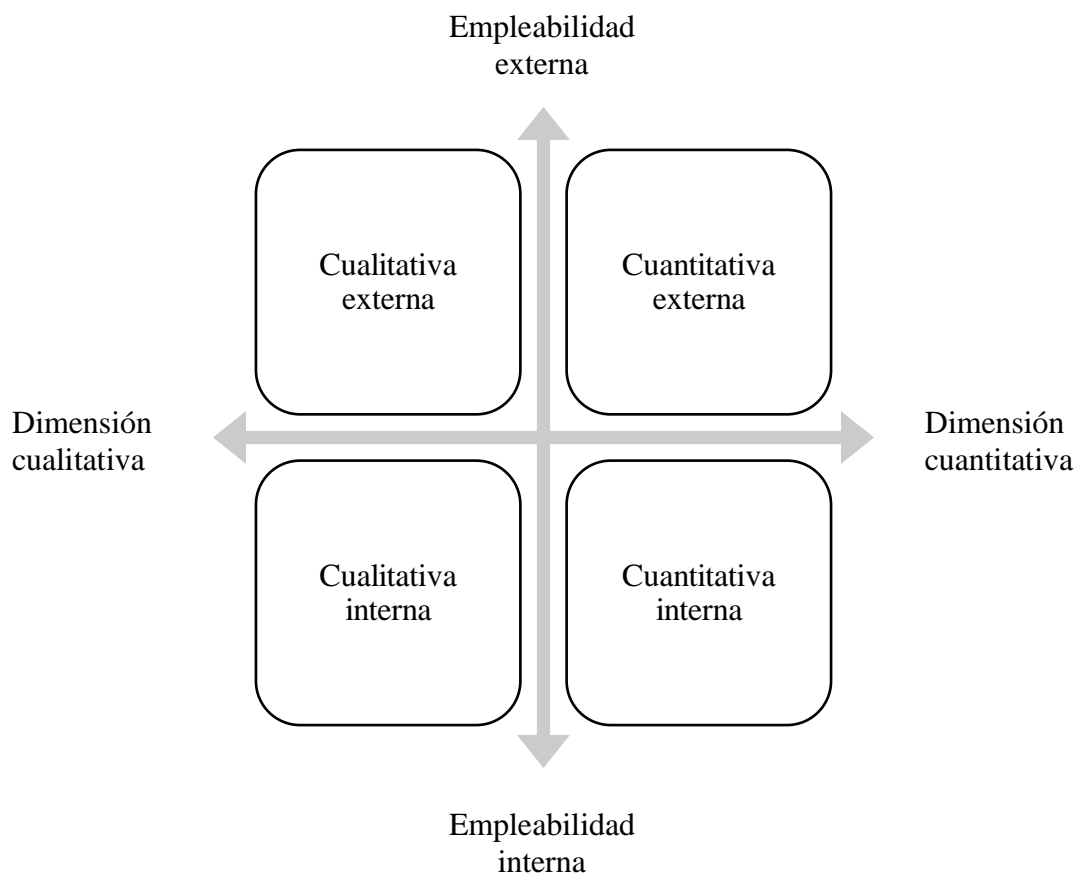 Empleabilidad
externa
Cualitativa
externa
Cuantitativa
externa
Dimensión
cualitativa
Dimensión
cuantitativa
Cualitativa
interna
Cuantitativa
interna
Empleabilidad
interna